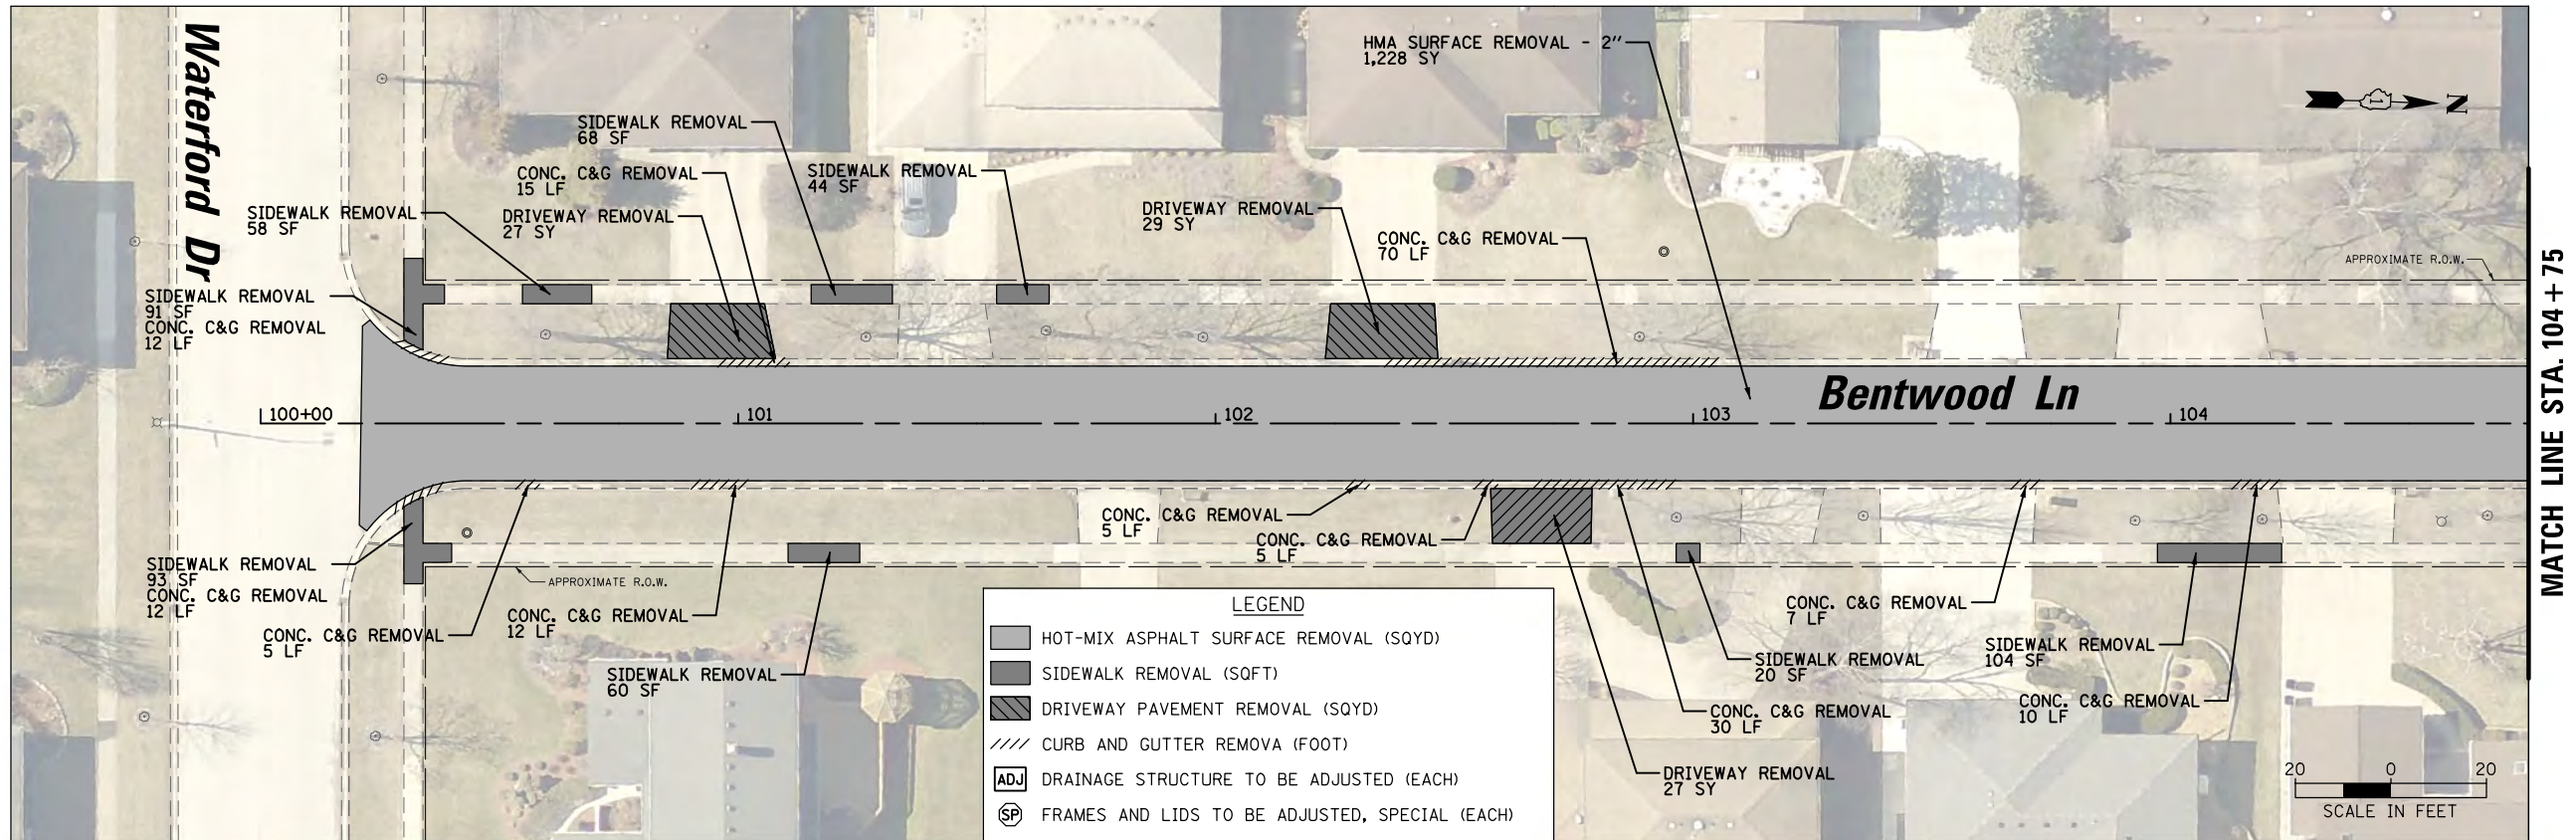 Waterford Dr
HMA SURFACE REMOVAL - 2"
1,228 SY
N
SIDEWALK REMOVAL
68 SF
CONC. C&G REMOVAL
15 LF
SIDEWALK REMOVAL
44 SF
SIDEWALK REMOVAL
58 SF
DRIVEWAY REMOVAL
27 SY
DRIVEWAY REMOVAL
29 SY
CONC. C&G REMOVAL
70 LF
APPROXIMATE R.O.W.
SIDEWALK REMOVAL
91 SF
CONC. C&G REMOVAL
12 LF
MATCH LINE STA. 104+75
Bentwood Ln
100+00
101
102
103
104
CONC. C&G REMOVAL
5 LF
CONC. C&G REMOVAL
5 LF
SIDEWALK REMOVAL
93 SF
CONC. C&G REMOVAL
12 LF
APPROXIMATE R.O.W.
CONC. C&G REMOVAL
5 LF
CONC. C&G REMOVAL
12 LF
SIDEWALK REMOVAL
60 SF
CONC. C&G REMOVAL
7 LF
SIDEWALK REMOVAL
104 SF
SIDEWALK REMOVAL
20 SF
CONC. C&G REMOVAL
10 LF
CONC. C&G REMOVAL
30 LF
DRIVEWAY REMOVAL
27 SY
LEGEND
HOT-MIX ASPHALT SURFACE REMOVAL (SQYD)
SIDEWALK REMOVAL (SQFT)
DRIVEWAY PAVEMENT REMOVAL (SQYD)
CURB AND GUTTER REMOVA (FOOT)
ADJ DRAINAGE STRUCTURE TO BE ADJUSTED (EACH)
SP FRAMES AND LIDS TO BE ADJUSTED, SPECIAL (EACH)
20 0 20
SCALE IN FEET